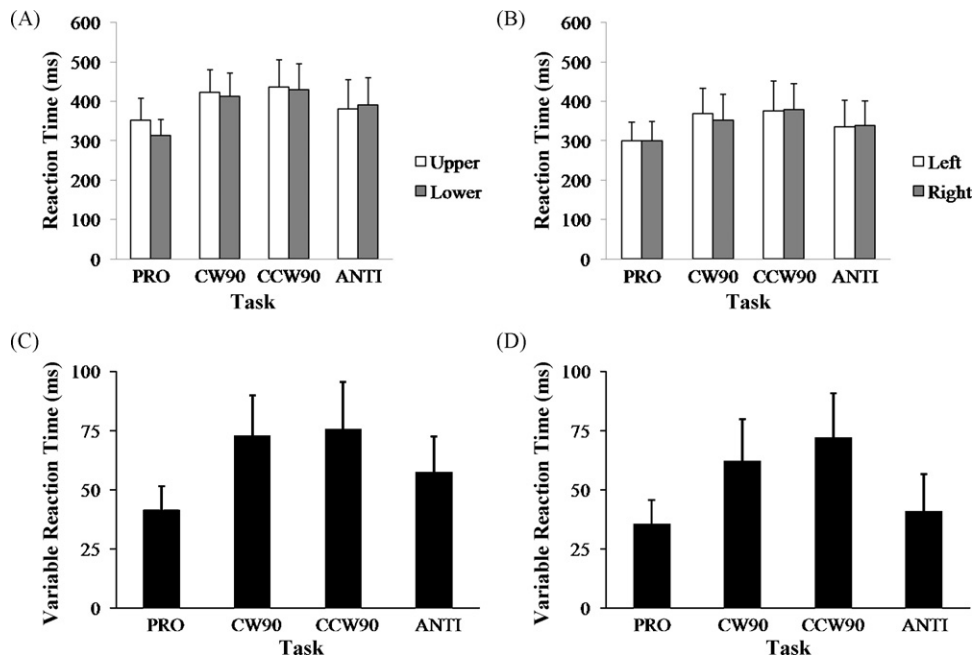 (A)
Reaction Time (ms)
600
500
400
300
200
100
0
PRO CW90 CCW90 ANTI
Task
Upper
Lower
(B)
Reaction Time (ms)
600
500
400
300
200
100
0
PRO CW90 CCW90 ANTI
Task
Left
Right
(C)
Variable Reaction Time (ms)
100
75
50
25
0
PRO CW90 CCW90 ANTI
Task
(D)
Variable Reaction Time (ms)
100
75
50
25
0
PRO CW90 CCW90 ANTI
Task